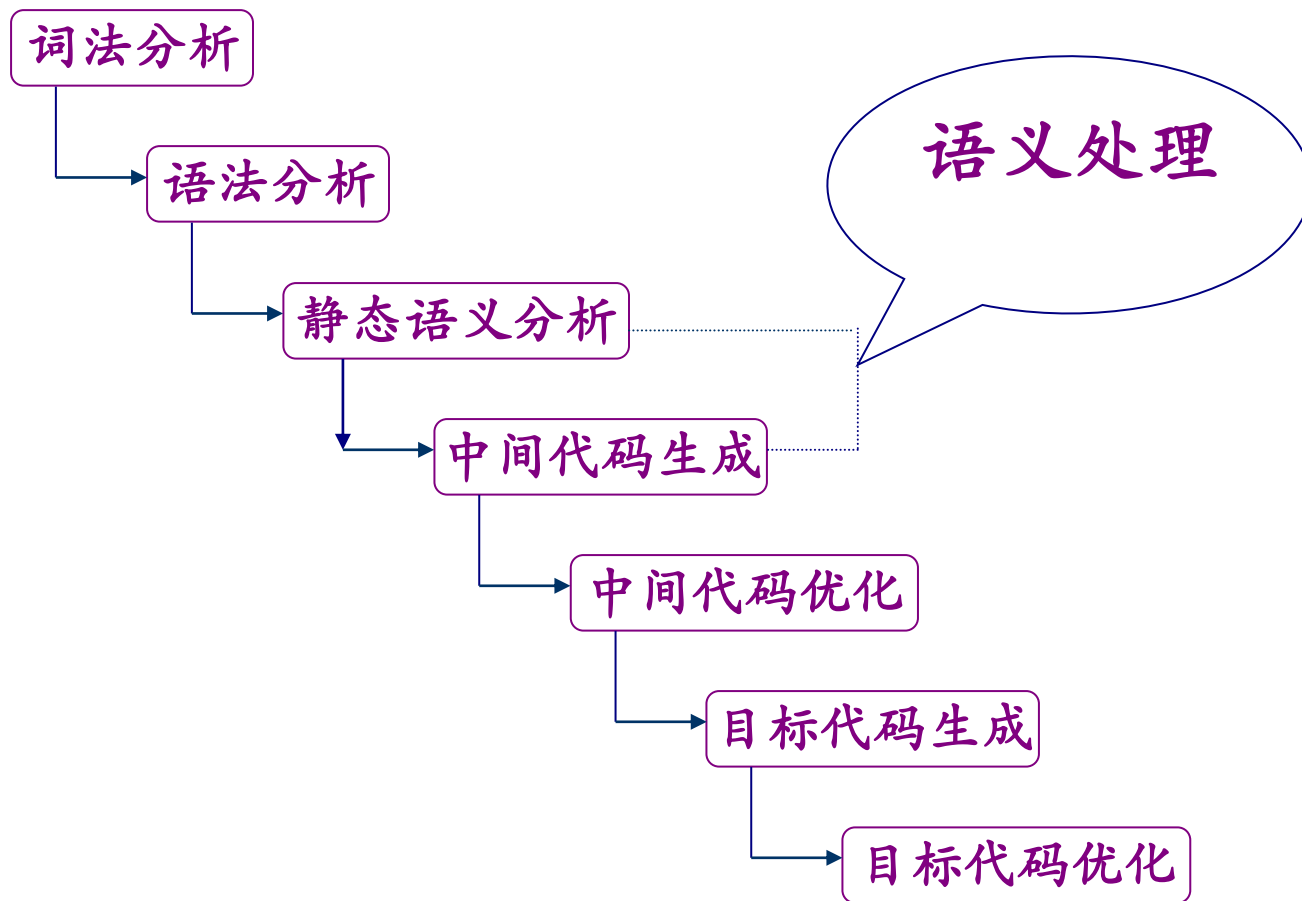 词法分析
语义处理
语法分析
静态语义分析
中间代码生成
中间代码优化
目标代码生成
目标代码优化